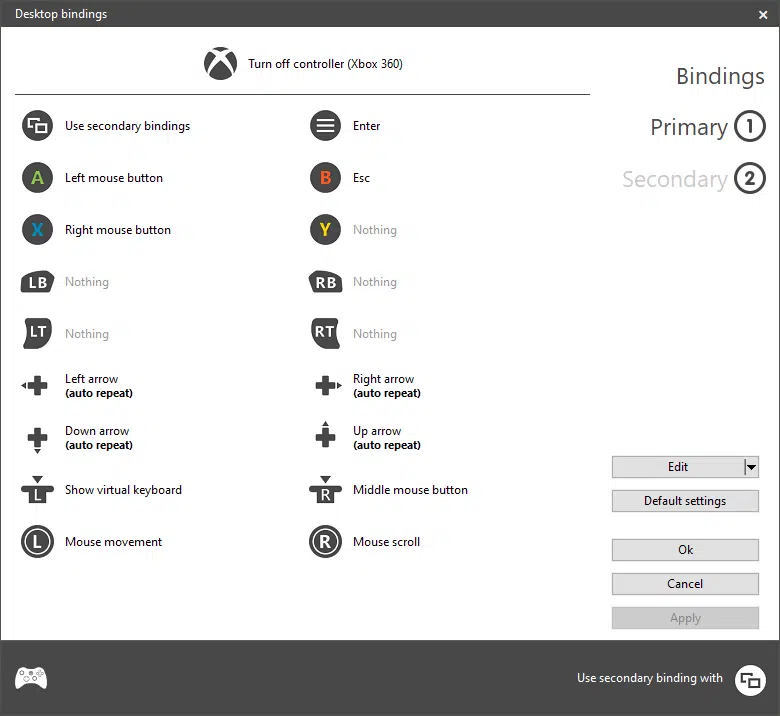 Desktop bindings
Turn off controller (Xbox 360)
Bindings
Use secondary bindings
Enter
Primary 1
A Left mouse button
B Esc
Secondary 2
X Right mouse button
Y Nothing
LB Nothing
RB Nothing
LT Nothing
RT Nothing
Left arrow
(auto repeat)
Right arrow
(auto repeat)
Down arrow
(auto repeat)
Up arrow
(auto repeat)
Edit
L Show virtual keyboard
R Middle mouse button
Default settings
L Mouse movement
R Mouse scroll
Ok
Cancel
Apply
Use secondary binding with